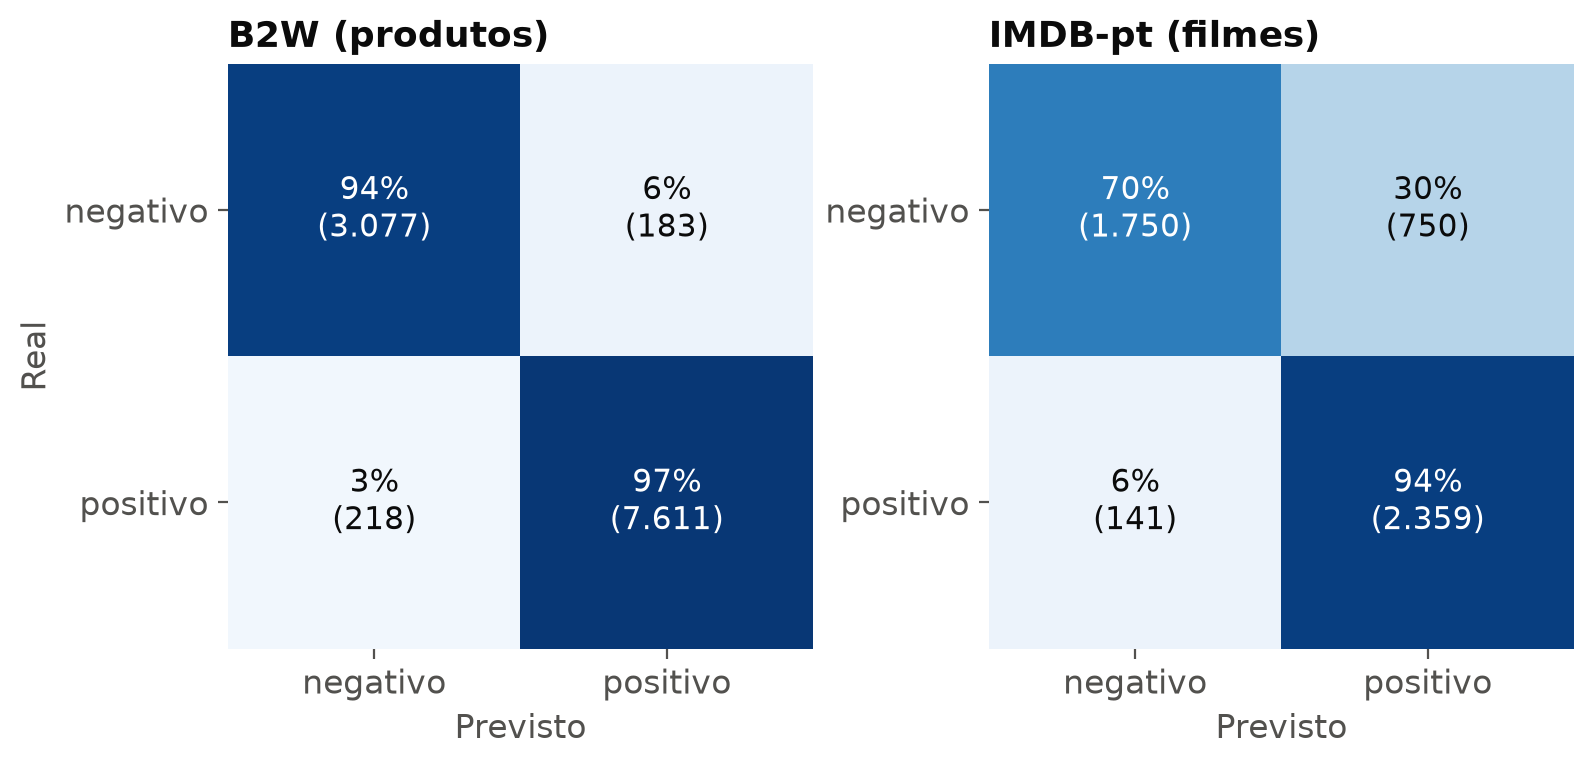 B2W (produtos)
negativo
94%
(3.077)
6%
(183)
positivo
3%
(218)
97%
(7.611)
negativo
positivo
Previsto
Real
IMDB-pt (filmes)
negativo
70%
(1.750)
30%
(750)
positivo
6%
(141)
94%
(2.359)
negativo
positivo
Previsto